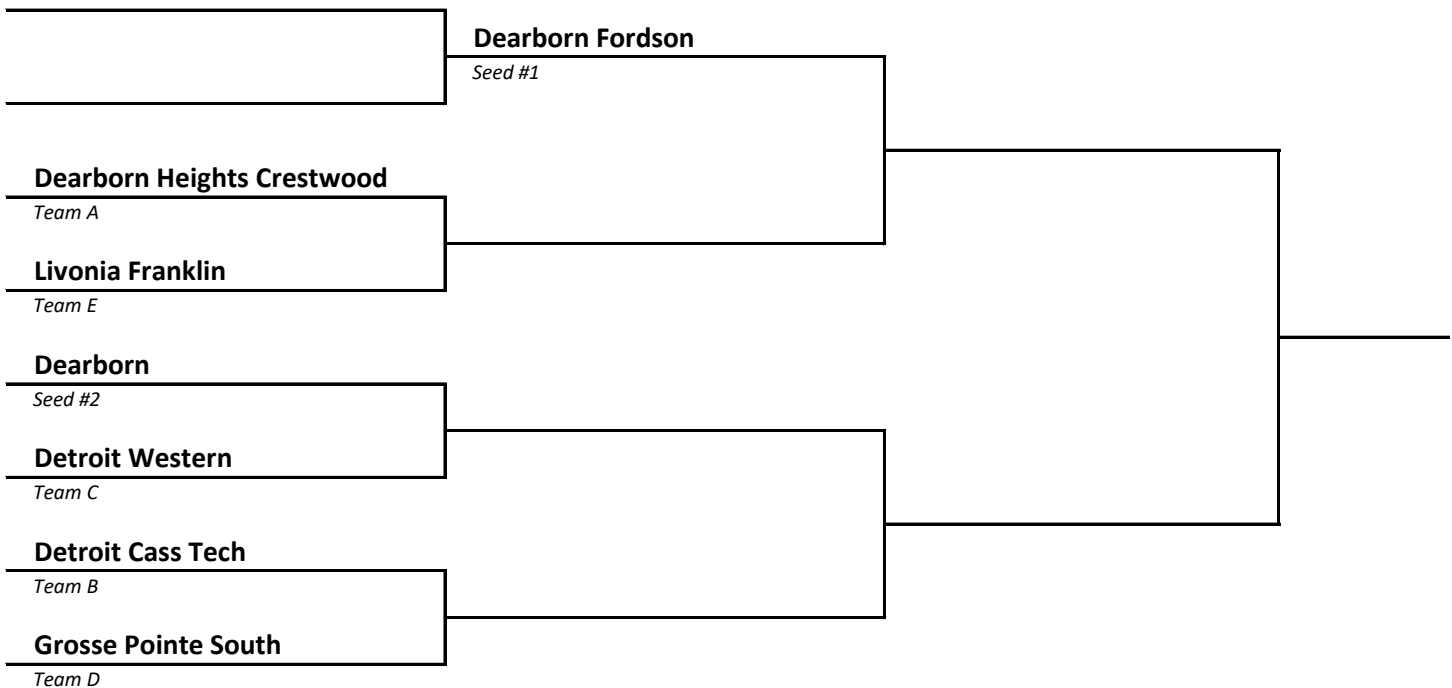 Dearborn Fordson
Seed #1
Dearborn Heights Crestwood
Team A
Livonia Franklin
Team E
Dearborn
Seed #2
Detroit Western
Team C
Detroit Cass Tech
Team B
Grosse Pointe South
Team D